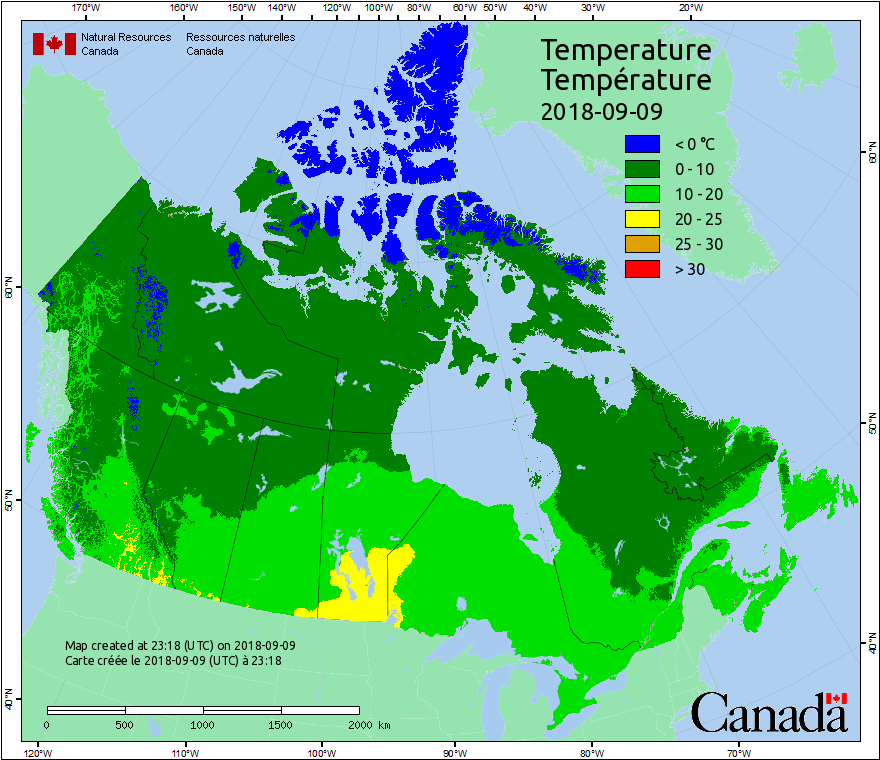 170°W 160°W 150°W 140°W 130°W 120°W 110°W 100°W 90°W 80°W 70°W 60°W 50°W 40°W 30°W 20°W
Natural Resources Canada
Ressources naturelles Canada
Temperature
Température
2018-09-09
< 0 °C
0 - 10
10 - 20
20 - 25
25 - 30
> 30
60°N
60°N
50°N
50°N
40°N
40°N
Map created at 23:18 (UTC) on 2018-09-09
Carte créée le 2018-09-09 (UTC) à 23:18
0 500 1000 1500 2000 km
Canada
120°W 110°W 100°W 90°W 80°W 70°W